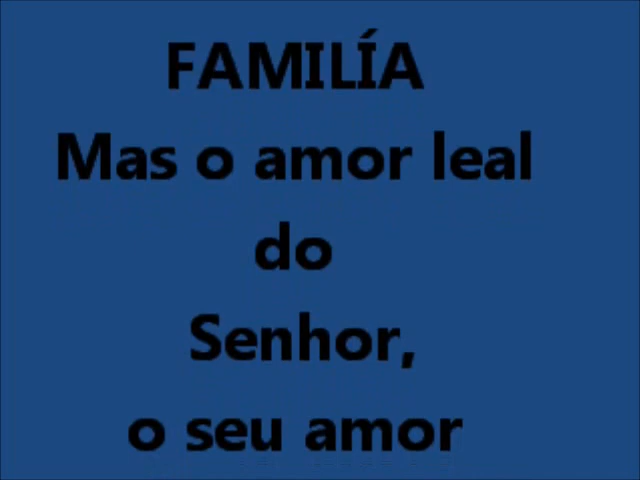 FAMILÍA
Mas o amor leal
do
Senhor,
o seu amor